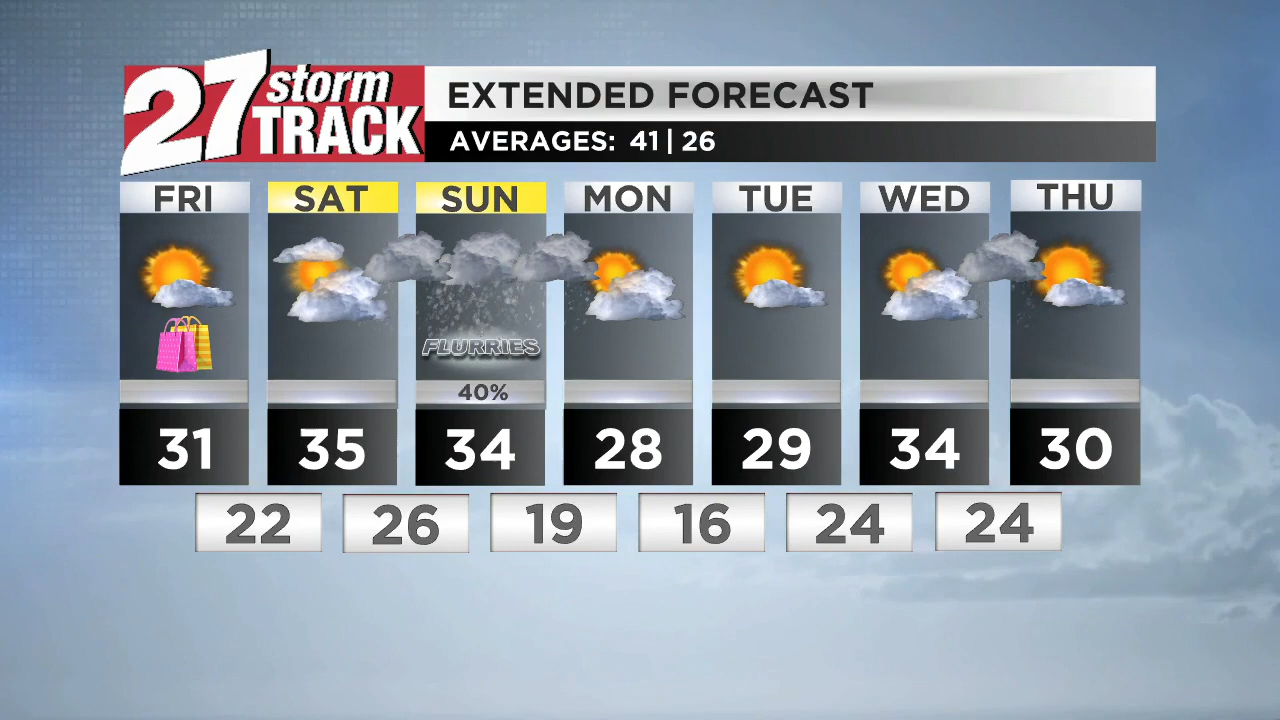 27 storm TRACK
EXTENDED FORECAST
AVERAGES: 41 | 26
FRI SAT SUN MON TUE WED THU
FLURRIES
40%
31 35 34 28 29 34 30
22 26 19 16 24 24